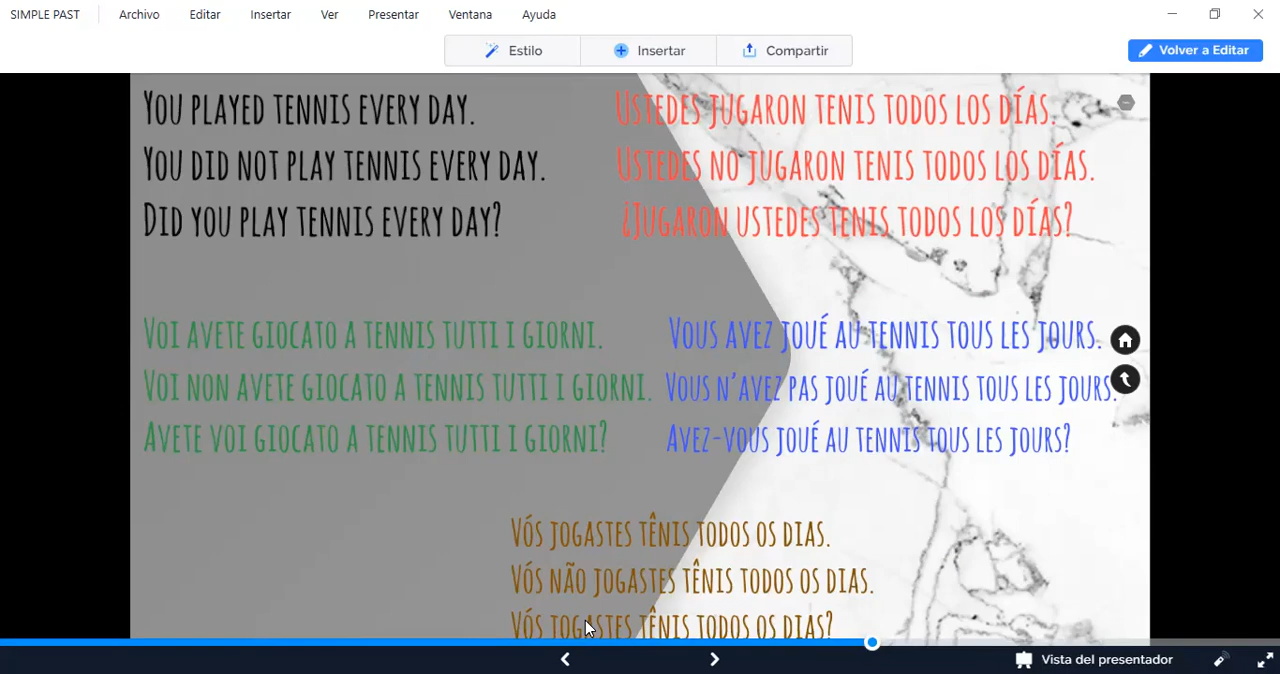 SIMPLE PAST Archivo Editar Insertar Ver Presentar Ventana Ayuda
Estilo Insertar Compartir Volver a Editar
You played tennis every day.
You did not play tennis every day.
Did you play tennis every day?
Ustedes jugaron tenis todos los días.
Ustedes no jugaron tenis todos los días.
¿Jugaron ustedes tenis todos los días?
Voi avete giocato a tennis tutti i giorni.
Voi non avete giocato a tennis tutti i giorni.
Avete voi giocato a tennis tutti i giorni?
Vous avez joué au tennis tous les jours.
Vous n'avez pas joué au tennis tous les jours.
Avez-vous joué au tennis tous les jours?
Vós jogastes tênis todos os dias.
Vós não jogastes tênis todos os dias.
Vós jogastes tênis todos os dias?
Vista del presentador